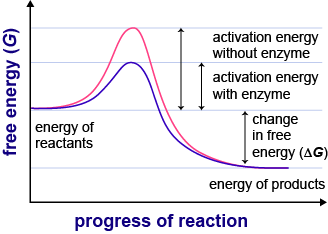 free energy (G)
activation energy
without enzyme
activation energy
with enzyme
energy of
reactants
change
in free
energy (ΔG)
energy of products
progress of reaction